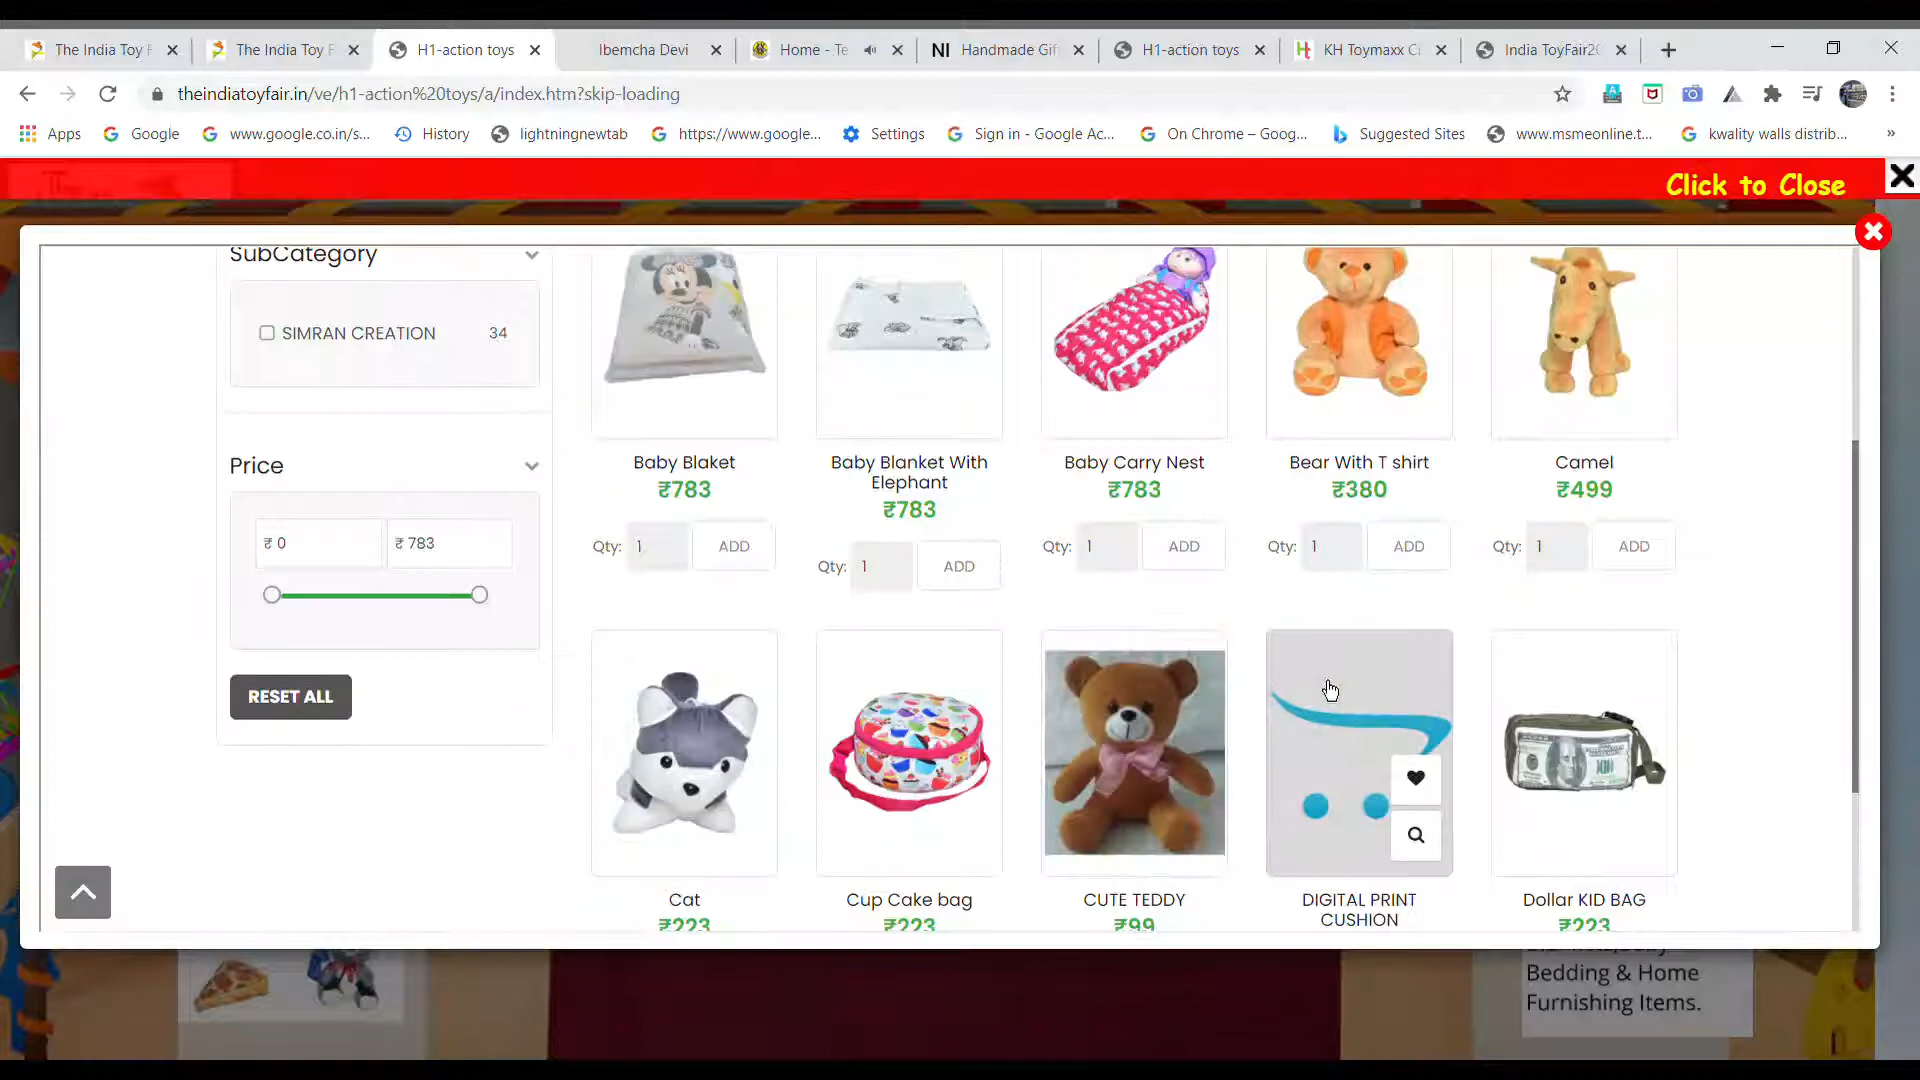 The India Toy F
The India Toy F
H1-action toys
Ibemcha Devi
Home - Te
NI Handmade Gif
H1-action toys
KH Toymaxx C
India ToyFair20
theindiatoyfair.in/ve/h1-action%20toys/a/index.htm?skip-loading
Apps
Google
www.google.co.in/s...
History
lightningnewtab
https://www.google...
Settings
Sign in - Google Ac...
On Chrome – Goog...
Suggested Sites
www.msmeonline.t...
kwality walls distrib...
»
Click to Close
SubCategory
SIMRAN CREATION 34
Price
₹ 0 ₹ 783
RESET ALL
Baby Blaket
₹783
Qty: 1 ADD
Baby Blanket With
Elephant
₹783
Qty: 1 ADD
Baby Carry Nest
₹783
Qty: 1 ADD
Bear With T shirt
₹380
Qty: 1 ADD
Camel
₹499
Qty: 1 ADD
Cat
₹223
Cup Cake bag
₹223
CUTE TEDDY
₹99
DIGITAL PRINT
CUSHION
Dollar KID BAG
₹223
Bedding & Home
Furnishing Items.